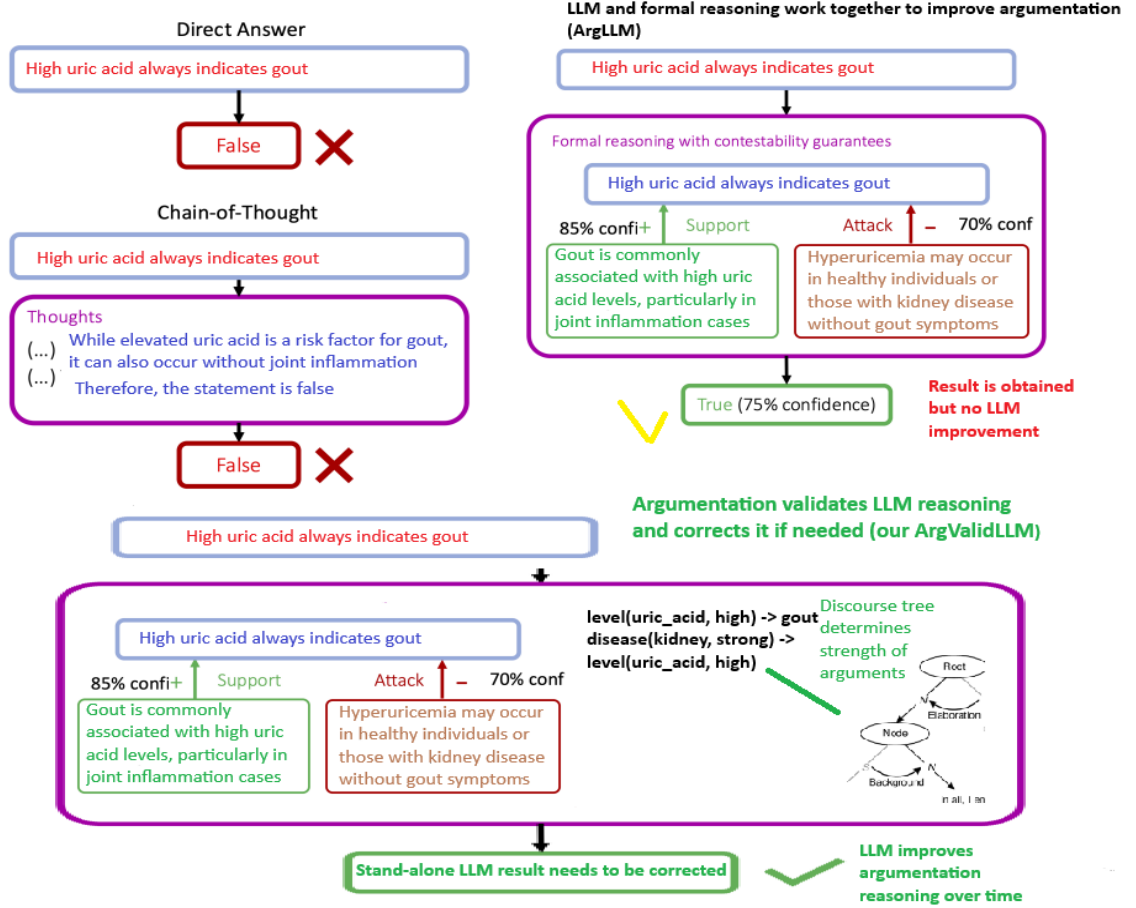 Direct Answer
High uric acid always indicates gout
False
Chain-of-Thought
High uric acid always indicates gout
Thoughts
(...) While elevated uric acid is a risk factor for gout,
it can also occur without joint inflammation
(...)
Therefore, the statement is false
False
LLM and formal reasoning work together to improve argumentation
(ArgLLM)
High uric acid always indicates gout
Formal reasoning with contestability guarantees
High uric acid always indicates gout
85% confi+ Support
Attack – 70% conf
Gout is commonly
associated with high uric
acid levels, particularly in
joint inflammation cases
Hyperuricemia may occur
in healthy individuals or
those with kidney disease
without gout symptoms
True (75% confidence)
Result is obtained
but no LLM
improvement
Argumentation validates LLM reasoning
and corrects it if needed (our ArgValidLLM)
High uric acid always indicates gout
High uric acid always indicates gout
85% confi+ Support
Attack – 70% conf
Gout is commonly
associated with high uric
acid levels, particularly in
joint inflammation cases
Hyperuricemia may occur
in healthy individuals or
those with kidney disease
without gout symptoms
level(uric_acid, high) -> gout
disease(kidney, strong) ->
level(uric_acid, high)
Discourse tree
determines
strength of
arguments
Root
N
Elaboration
Node
S
N
Background
Stand-alone LLM result needs to be corrected
LLM improves
argumentation
reasoning over time